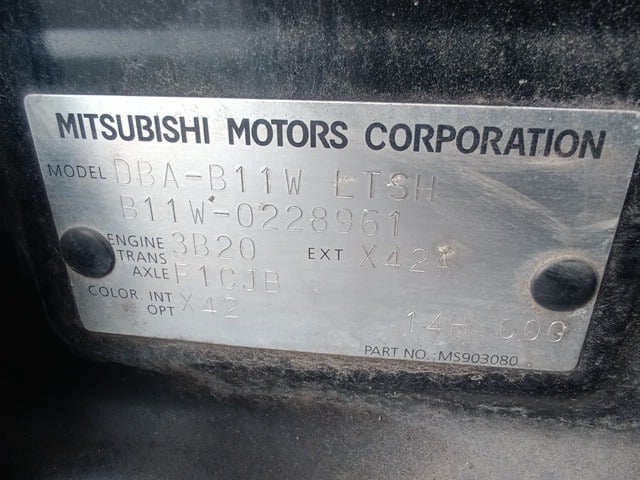 MITSUBISHI MOTORS CORPORATION
MODEL DBA-B11W LTSH
B11W-0228961
ENGINE 3B20 EXT X42A
TRANS
AXLE F1CJB
COLOR. INT X42
OPT
14H 000
PART NO. : MS903080